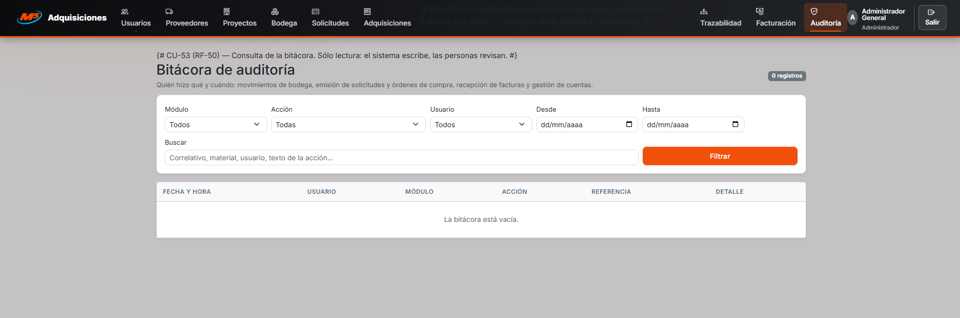 M3 Adquisiciones
Usuarios
Proveedores
Proyectos
Bodega
Solicitudes
Adquisiciones
Trazabilidad
Facturación
Auditoría
A
Administrador
General
Administrador
Salir
{# CU-53 (RF-50) — Consulta de la bitácora. Sólo lectura: el sistema escribe, las personas revisan. #}
Bitácora de auditoría
Quién hizo qué y cuándo: movimientos de bodega, emisión de solicitudes y órdenes de compra, recepción de facturas y gestión de cuentas.
0 registros
Módulo
Acción
Usuario
Desde
Hasta
Todos
Todas
Todos
dd/mm/aaaa
dd/mm/aaaa
Buscar
Correlativo, material, usuario, texto de la acción...
Filtrar
FECHA Y HORA USUARIO MÓDULO ACCIÓN REFERENCIA DETALLE
La bitácora está vacía.